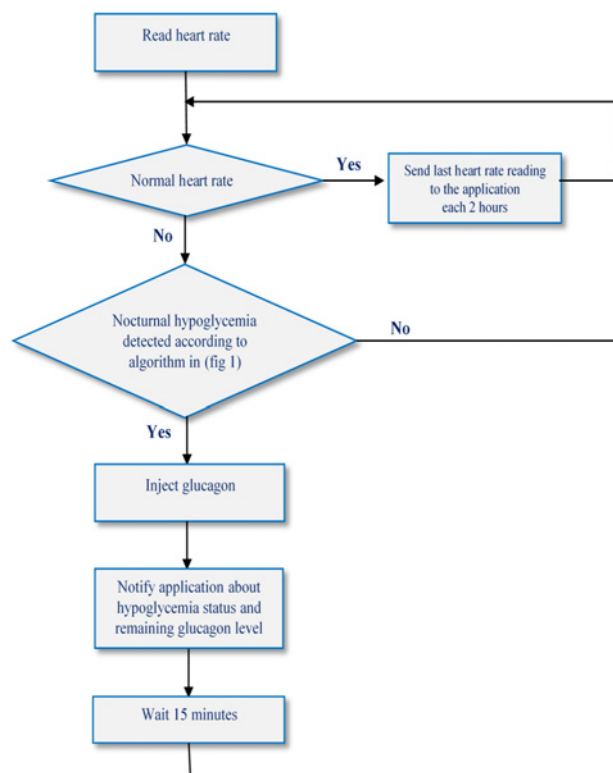 Read heart rate
Normal heart rate
Yes
Send last heart rate reading
to the application
each 2 hours
No
Nocturnal hypoglycemia
detected according to
algorithm in (fig 1)
No
Yes
Inject glucagon
Notify application about
hypoglycemia status and
remaining glucagon level
Wait 15 minutes